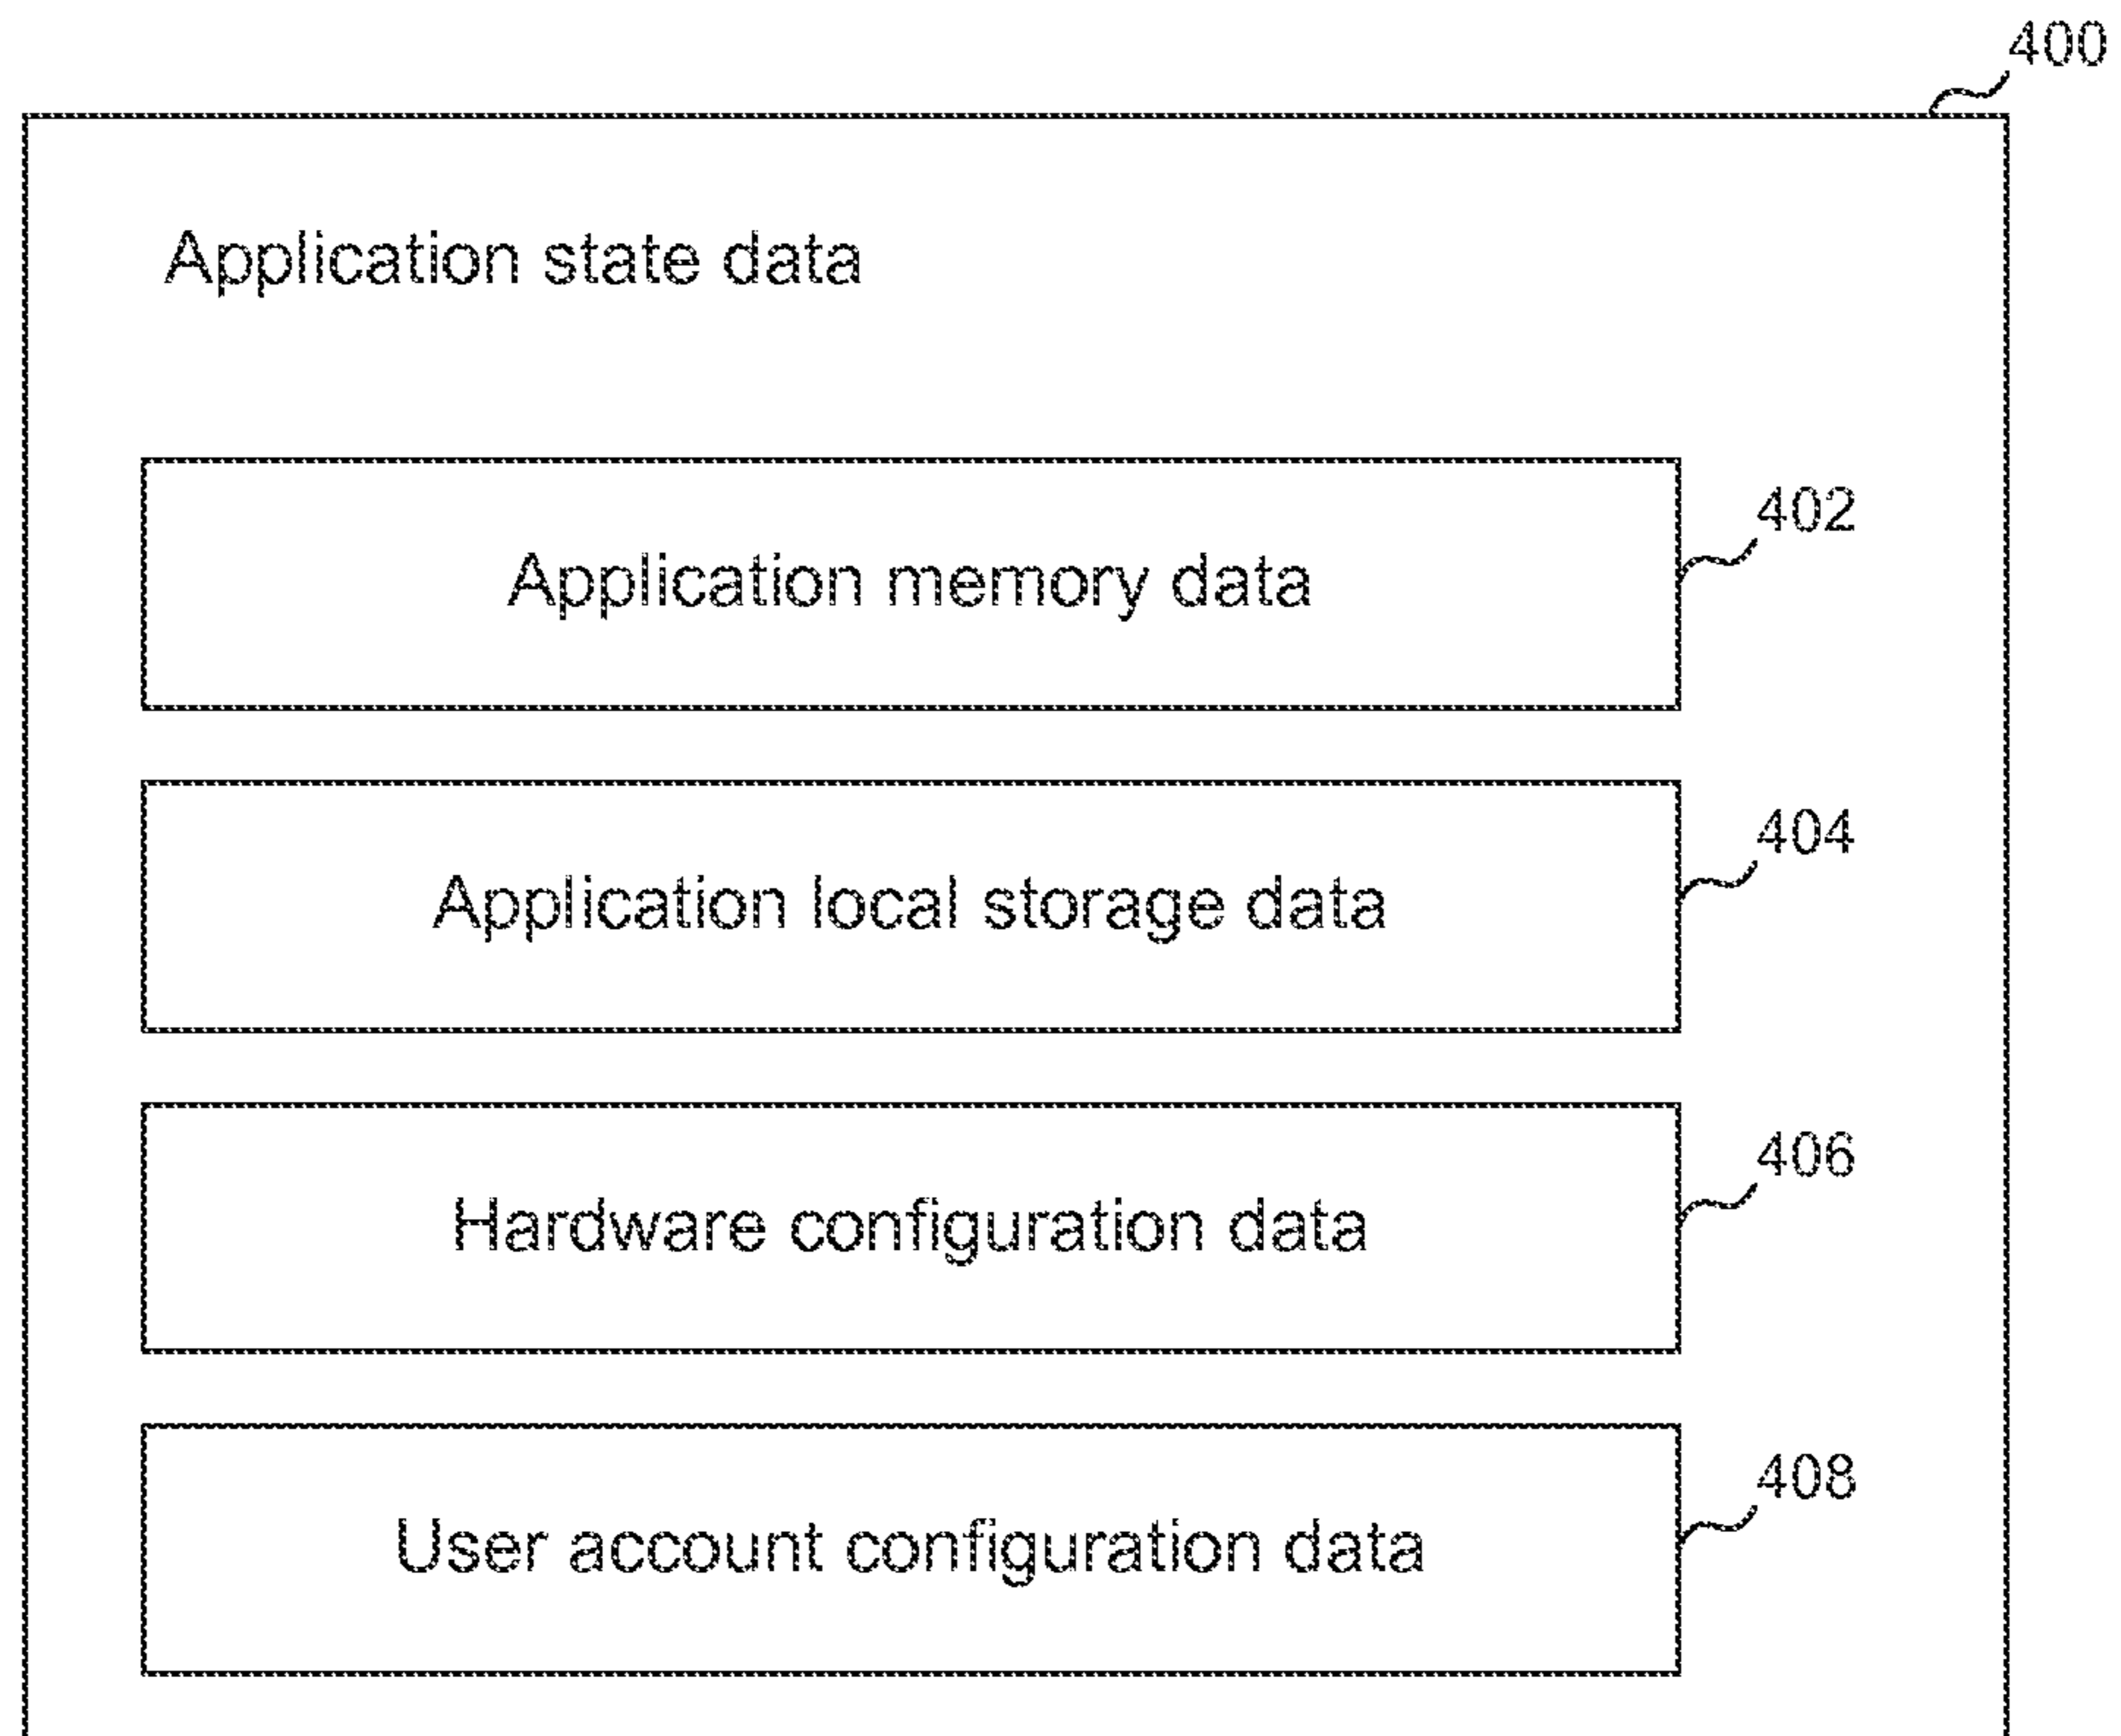 400
Application state data
402
Application memory data
404
Application local storage data
406
Hardware configuration data
408
User account configuration data